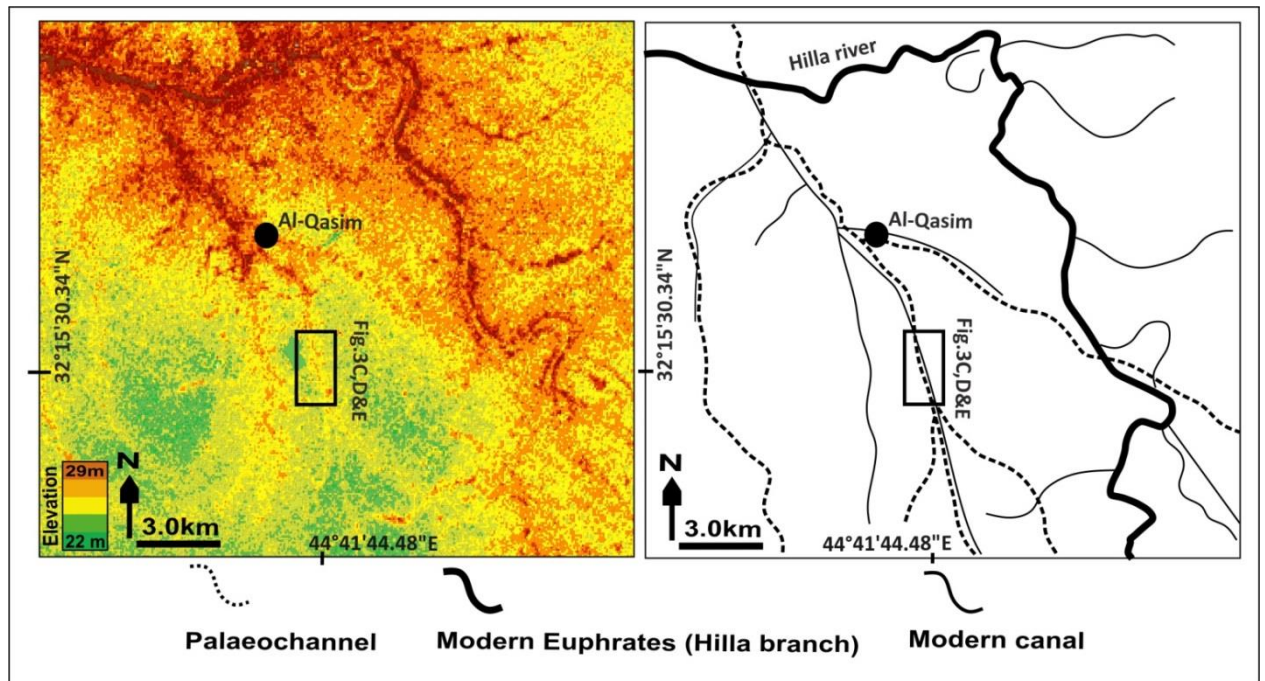 Al-Qasim
32°15'30.34"N
Fig.3C,D&E
Elevation
29m
22 m
N
3.0km
44°41'44.48"E
Hilla river
Al-Qasim
32°15'30.34"N
Fig.3C,D&E
N
3.0km
44°41'44.48"E
Palaeochannel
Modern Euphrates (Hilla branch)
Modern canal